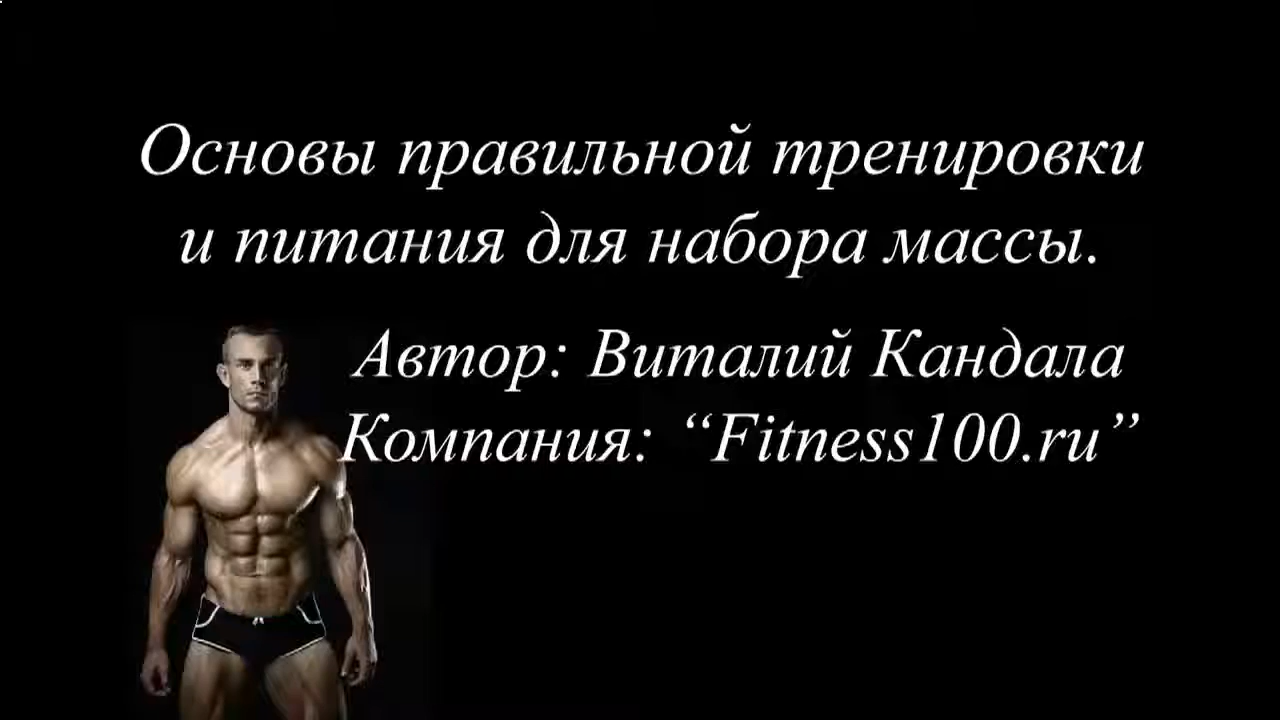 Основы правильной тренировки
и питания для набора массы.
Автор: Виталий Кандала
Компания: “Fitness100.ru”